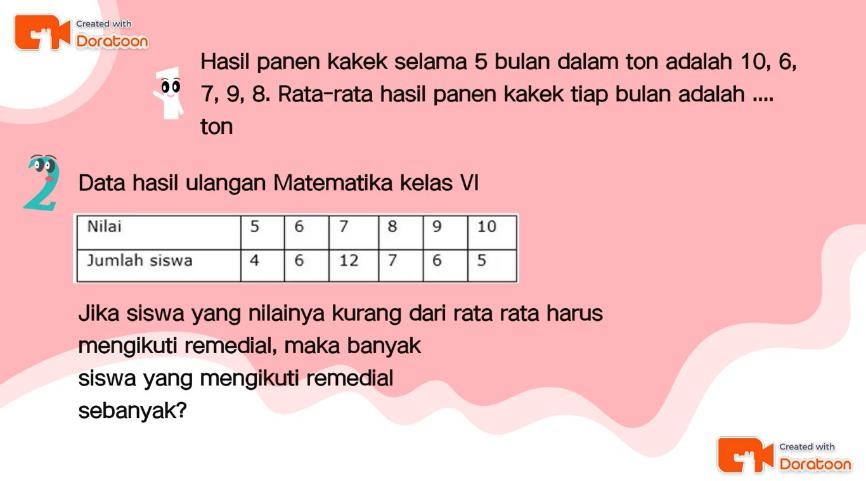 Created with
Doratoon
1
Hasil panen kakek selama 5 bulan dalam ton adalah 10, 6,
7, 9, 8. Rata-rata hasil panen kakek tiap bulan adalah ....
ton
2
Data hasil ulangan Matematika kelas VI
Nilai 5 6 7 8 9 10
Jumlah siswa 4 6 12 7 6 5
Jika siswa yang nilainya kurang dari rata rata harus
mengikuti remedial, maka banyak
siswa yang mengikuti remedial
sebanyak?
Created with
Doratoon